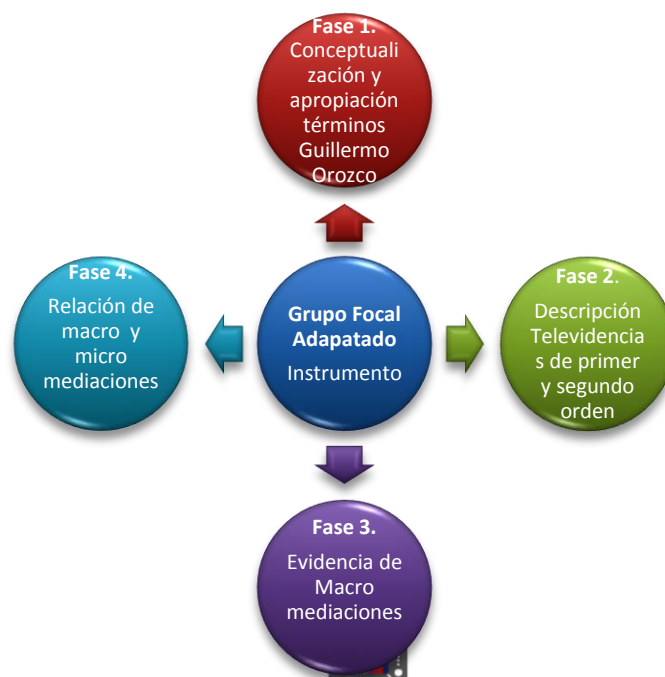 Fase 1.
Conceptuali
zación y
apropiación
términos
Guillermo
Orozco
Fase 4.
Relación de
macro y
micro
mediaciones
Grupo Focal
Adapatado
Instrumento
Fase 2.
Descripción
Televidencia
s de primer
y segundo
orden
Fase 3.
Evidencia de
Macro
mediaciones